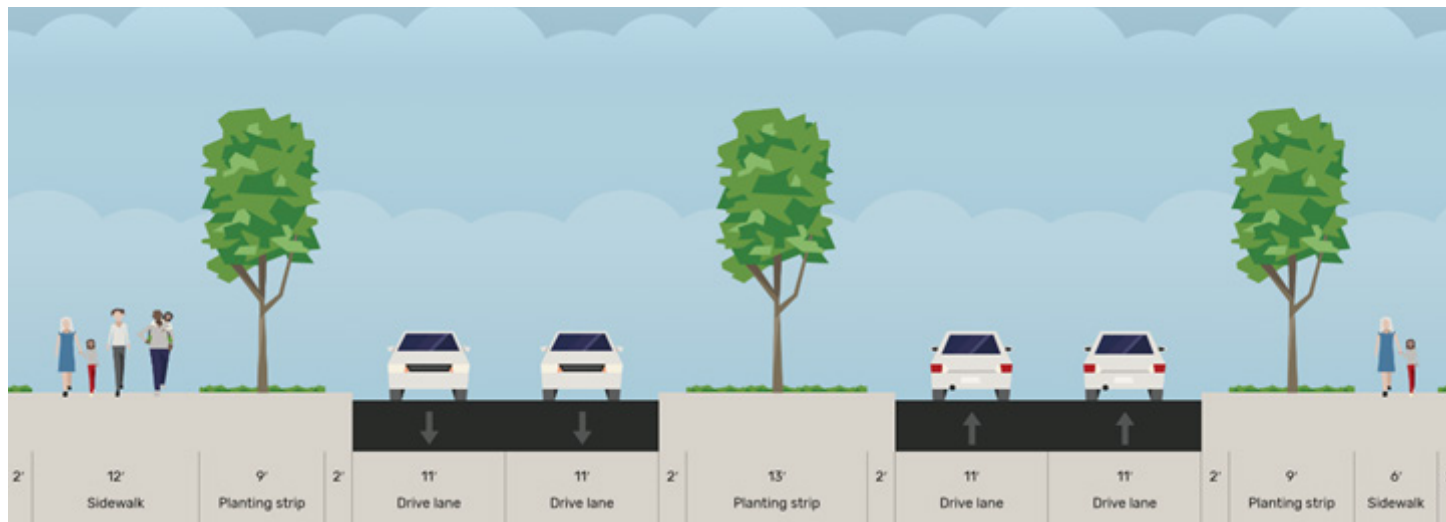 2' 12' 9' 2' 11' 11' 2' 13' 2' 11' 11' 2' 9' 6'
Sidewalk Planting strip Drive lane Drive lane Planting strip Drive lane Drive lane Planting strip Sidewalk